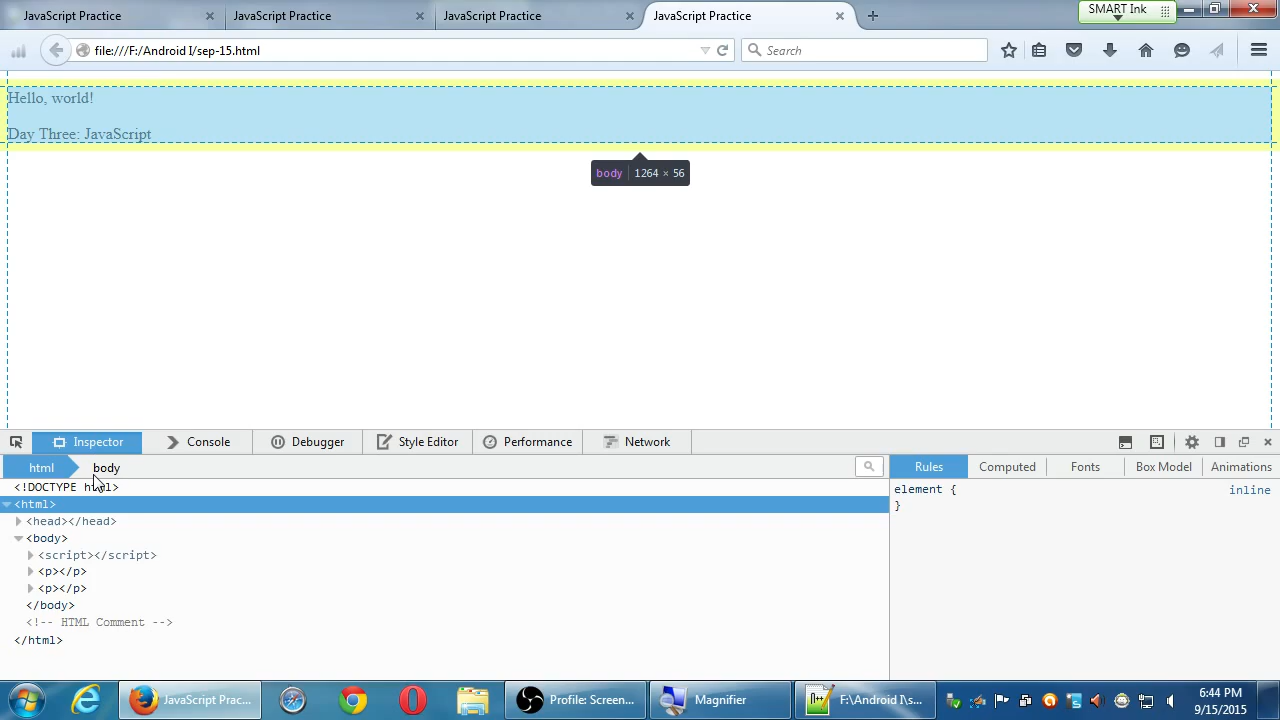 JavaScript Practice
JavaScript Practice
JavaScript Practice
JavaScript Practice
SMART Ink
file:///F:/Android I/sep-15.html
Search
Hello, world!
Day Three: JavaScript
body 1264 × 56
Inspector
Console
Debugger
Style Editor
Performance
Network
html
body
Rules
Computed
Fonts
Box Model
Animations
<!DOCTYPE html>
<html>
<head></head>
<body>
<script></script>
<p></p>
<p></p>
</body>
<!-- HTML Comment -->
</html>
element {
inline
}
JavaScript Prac...
Profile: Screen...
Magnifier
F:\Android I\s...
6:44 PM
9/15/2015